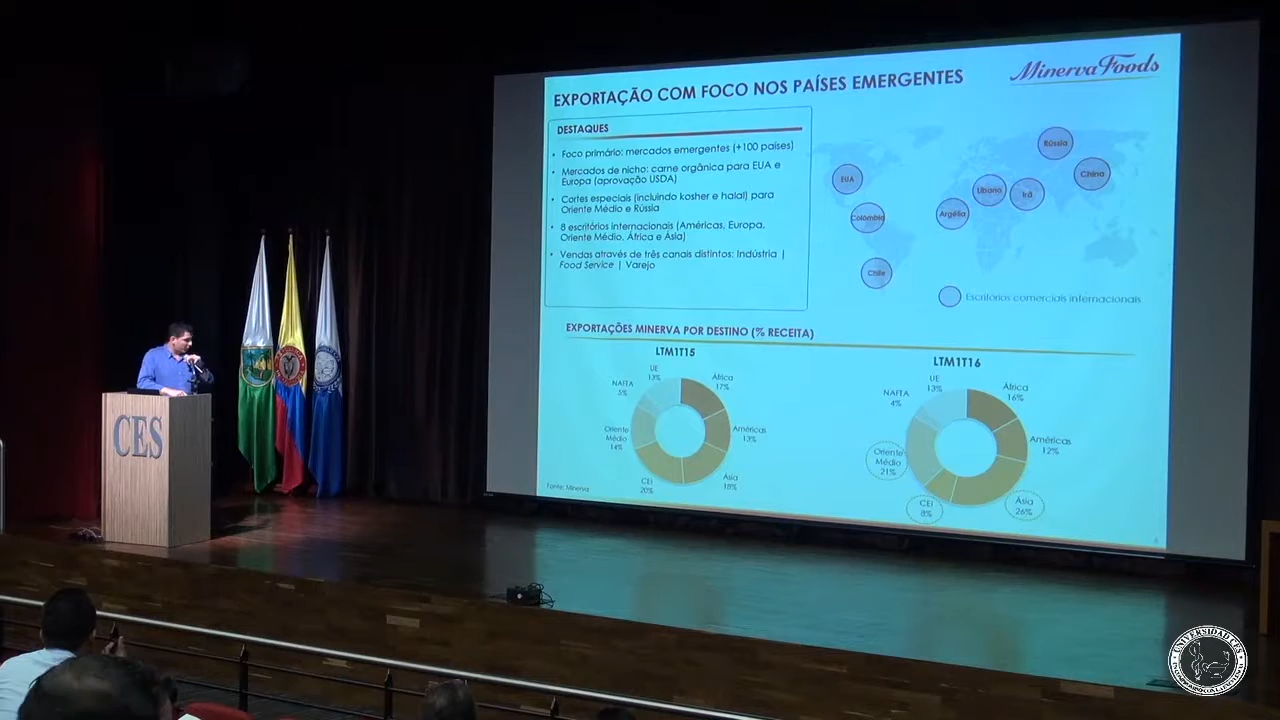 EXPORTAÇÃO COM FOCO NOS PAÍSES EMERGENTES
Minerva Foods
DESTAQUES
• Foco primário: mercados emergentes (+100 países)
• Mercados de nicho: carne orgânica para EUA e
Europa (aprovação USDA)
• Cortes especiais (incluindo kosher e halal) para
Oriente Médio e Rússia
• 8 escritórios internacionais (Américas, Europa,
Oriente Médio, África e Ásia)
• Vendas através de três canais distintos: Indústria |
Food Service | Varejo
Rússia
EUA
China
Líbano
Irã
Colômbia
Argélia
Chile
Escritórios comerciais internacionais
EXPORTAÇÕES MINERVA POR DESTINO (% RECEITA)
LTM1T15
UE
13%
África
17%
NAFTA
5%
Oriente
Médio
14%
Américas
13%
CEI
20%
Ásia
18%
LTM1T16
UE
13%
África
16%
NAFTA
4%
Américas
12%
Oriente
Médio
21%
CEI
8%
Ásia
26%
Fonte: Minerva
CES
UNIVERSIDAD CES